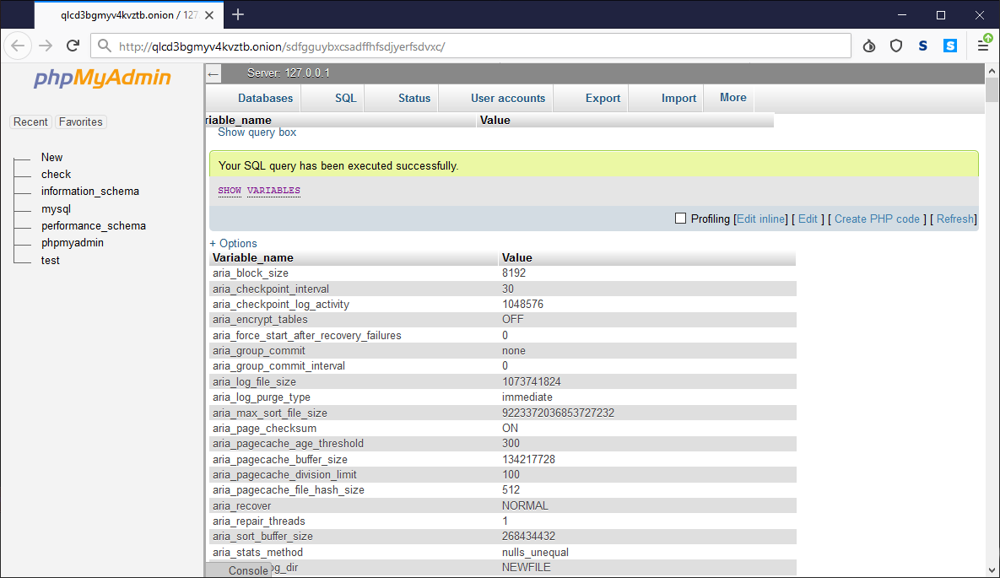 qlcd3bgmyv4kvztb.onion / 127
http://qlcd3bgmyv4kvztb.onion/sdfgguybxcsadffhfsdjyerfsdvxc/
S S
phpMyAdmin
Recent Favorites
New
check
information_schema
mysql
performance_schema
phpmyadmin
test
Server: 127.0.0.1
Databases SQL Status User accounts Export Import More
riable_name Value
Show query box
Your SQL query has been executed successfully.
SHOW VARIABLES
Profiling [Edit inline] [ Edit ] [ Create PHP code ] [ Refresh]
+ Options
Variable_name Value
aria_block_size 8192
aria_checkpoint_interval 30
aria_checkpoint_log_activity 1048576
aria_encrypt_tables OFF
aria_force_start_after_recovery_failures 0
aria_group_commit none
aria_group_commit_interval 0
aria_log_file_size 1073741824
aria_log_purge_type immediate
aria_max_sort_file_size 9223372036853727232
aria_page_checksum ON
aria_pagecache_age_threshold 300
aria_pagecache_buffer_size 134217728
aria_pagecache_division_limit 100
aria_pagecache_file_hash_size 512
aria_recover NORMAL
aria_repair_threads 1
aria_sort_buffer_size 268434432
aria_stats_method nulls_unequal
og_dir NEWFILE
Console